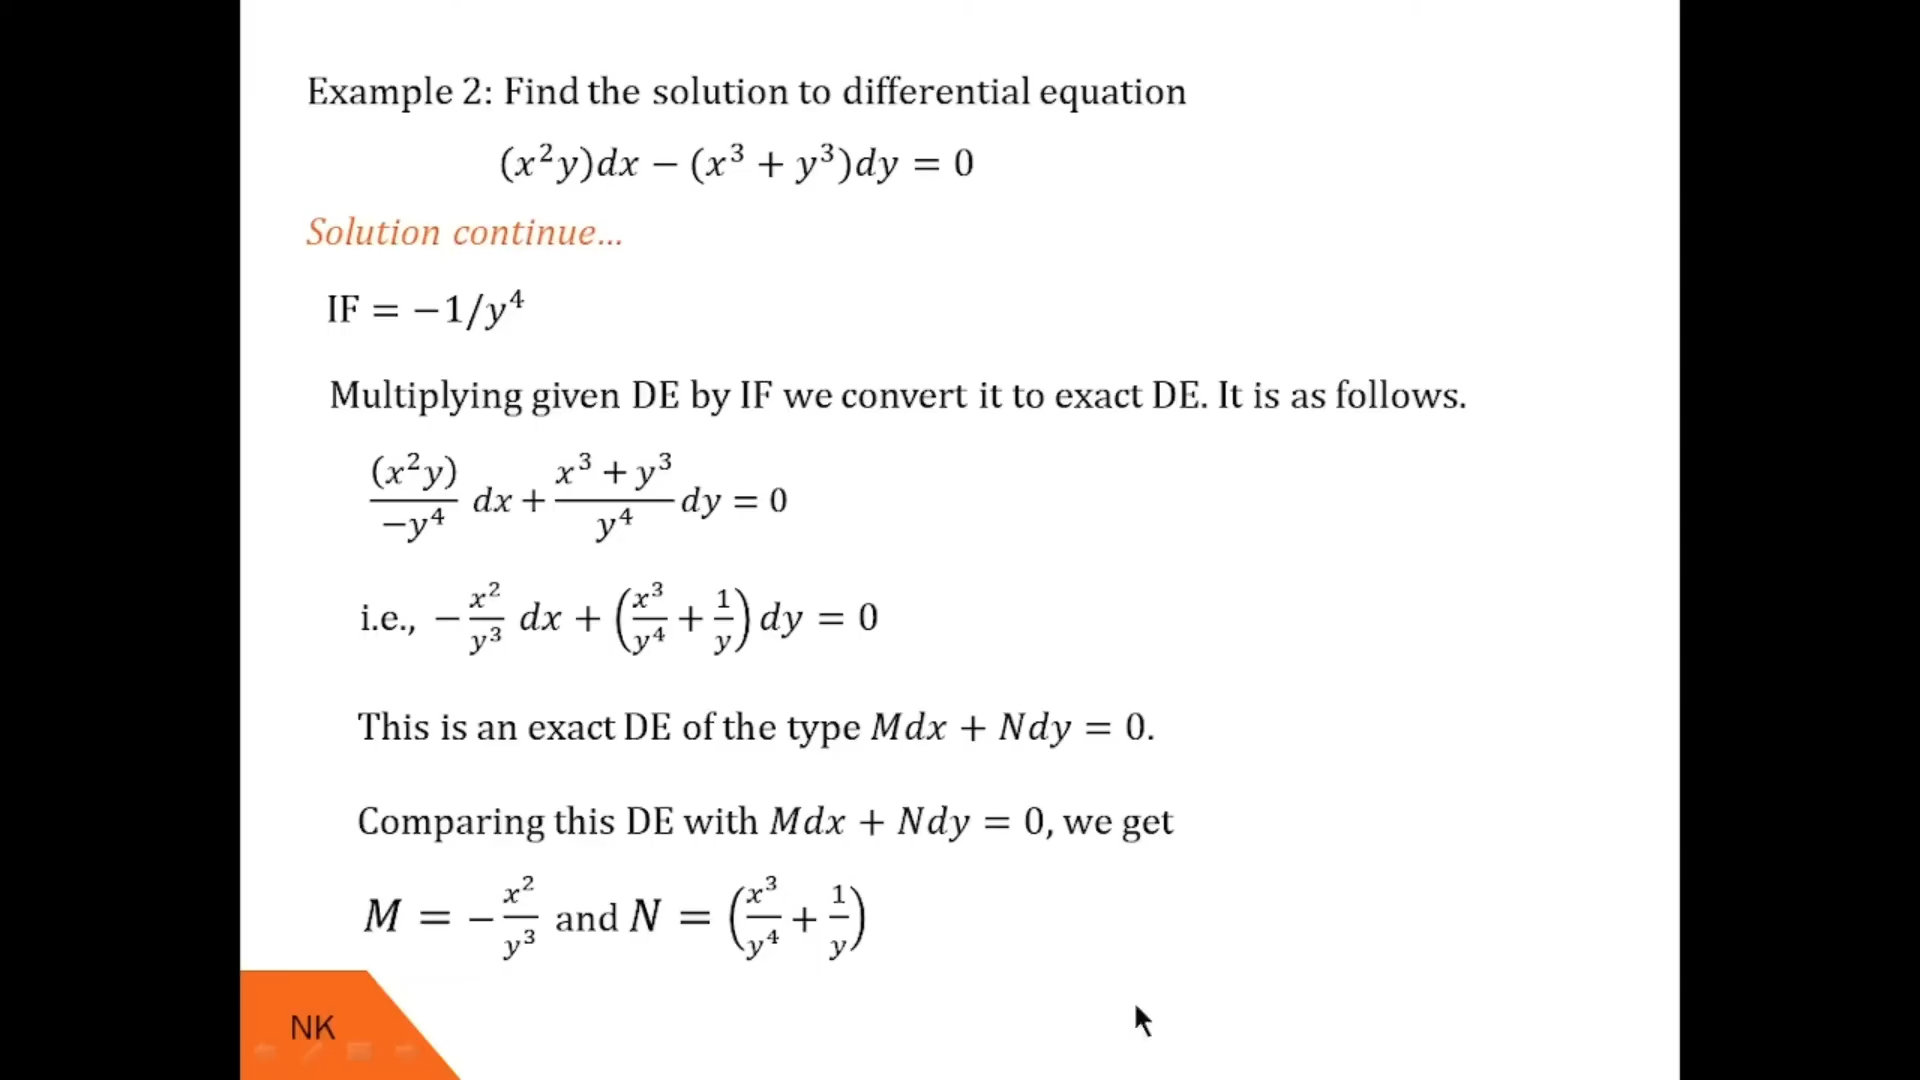 Example 2: Find the solution to differential equation
(x²y)dx − (x³ + y³)dy = 0
Solution continue...
IF = −1/y⁴
Multiplying given DE by IF we convert it to exact DE. It is as follows.
(x²y)/−y⁴ dx + (x³ + y³)/y⁴ dy = 0
i.e., − x²/y³ dx + (x³/y⁴ + 1/y) dy = 0
This is an exact DE of the type Mdx + Ndy = 0.
Comparing this DE with Mdx + Ndy = 0, we get
M = − x²/y³ and N = (x³/y⁴ + 1/y)
NK